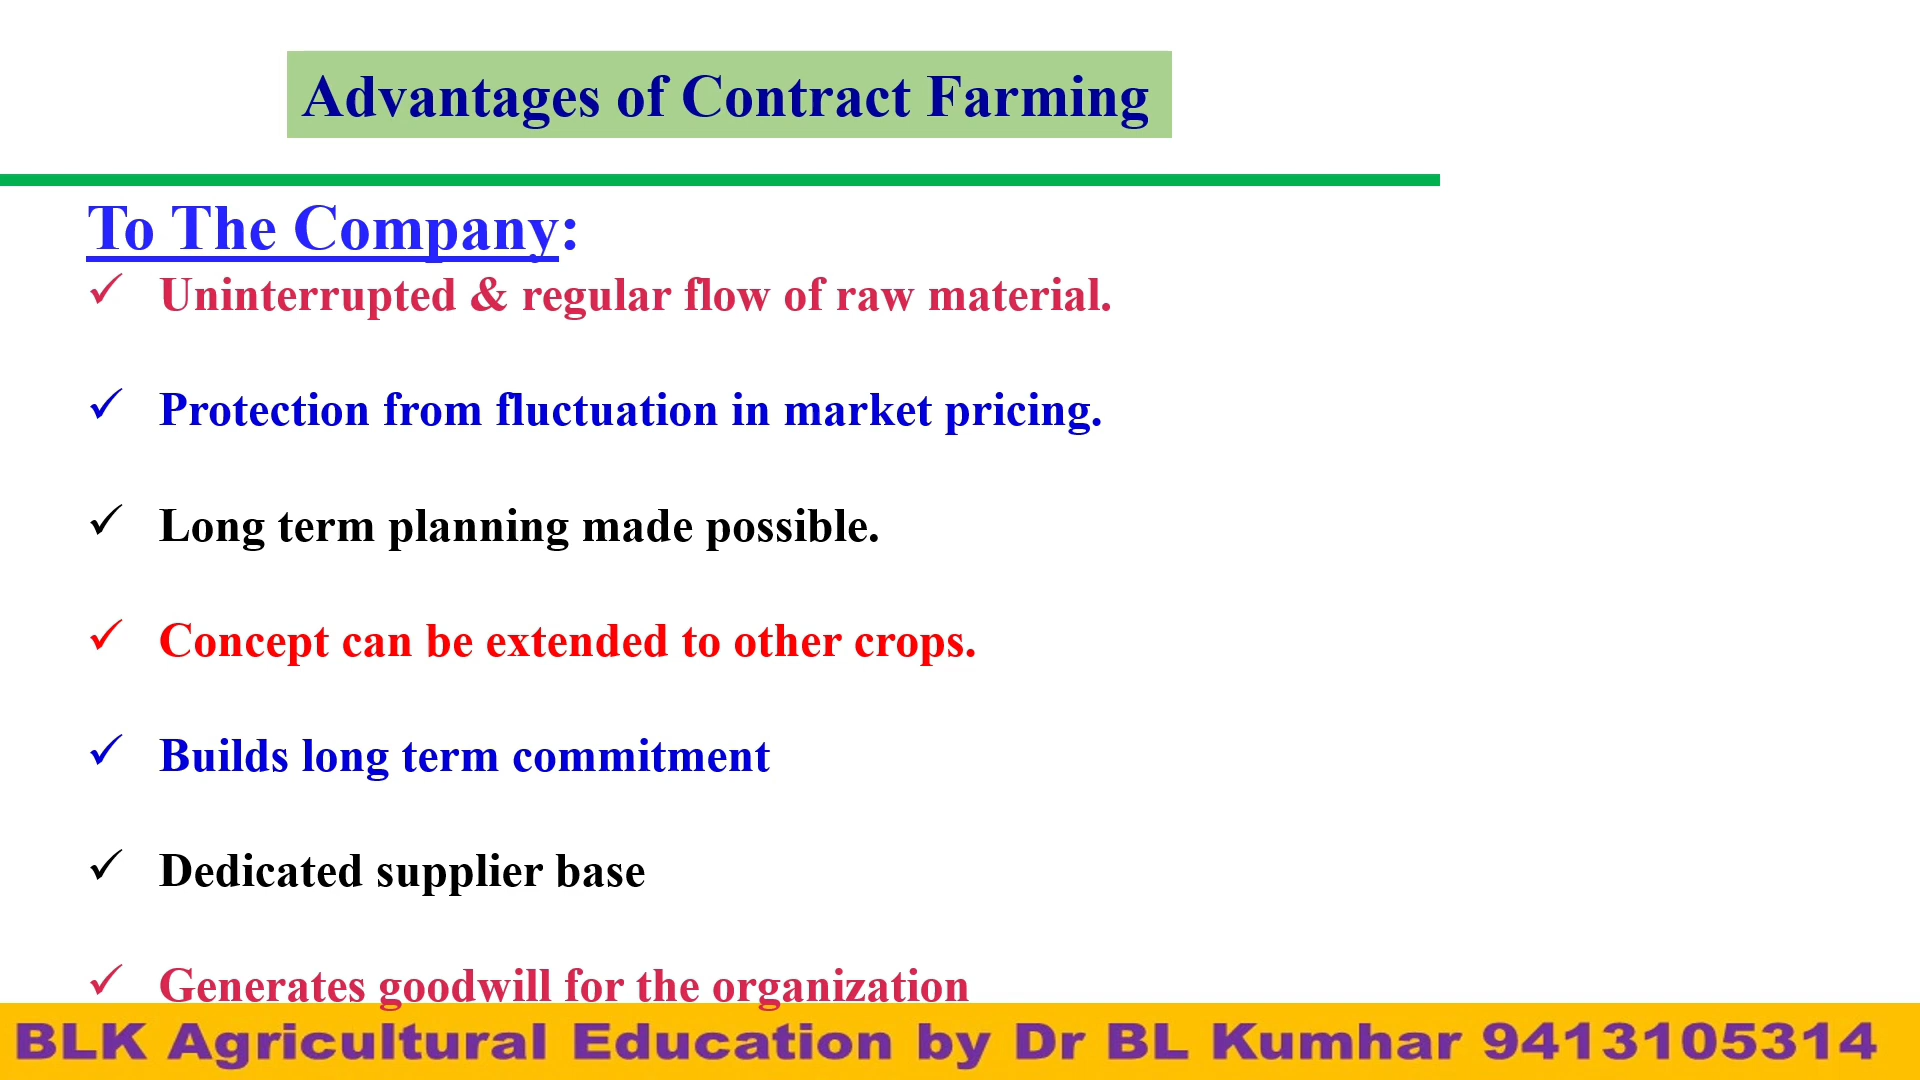 Advantages of Contract Farming
To The Company:
✓ Uninterrupted & regular flow of raw material.
✓ Protection from fluctuation in market pricing.
✓ Long term planning made possible.
✓ Concept can be extended to other crops.
✓ Builds long term commitment
✓ Dedicated supplier base
✓ Generates goodwill for the organization
BLK Agricultural Education by Dr BL Kumhar 9413105314